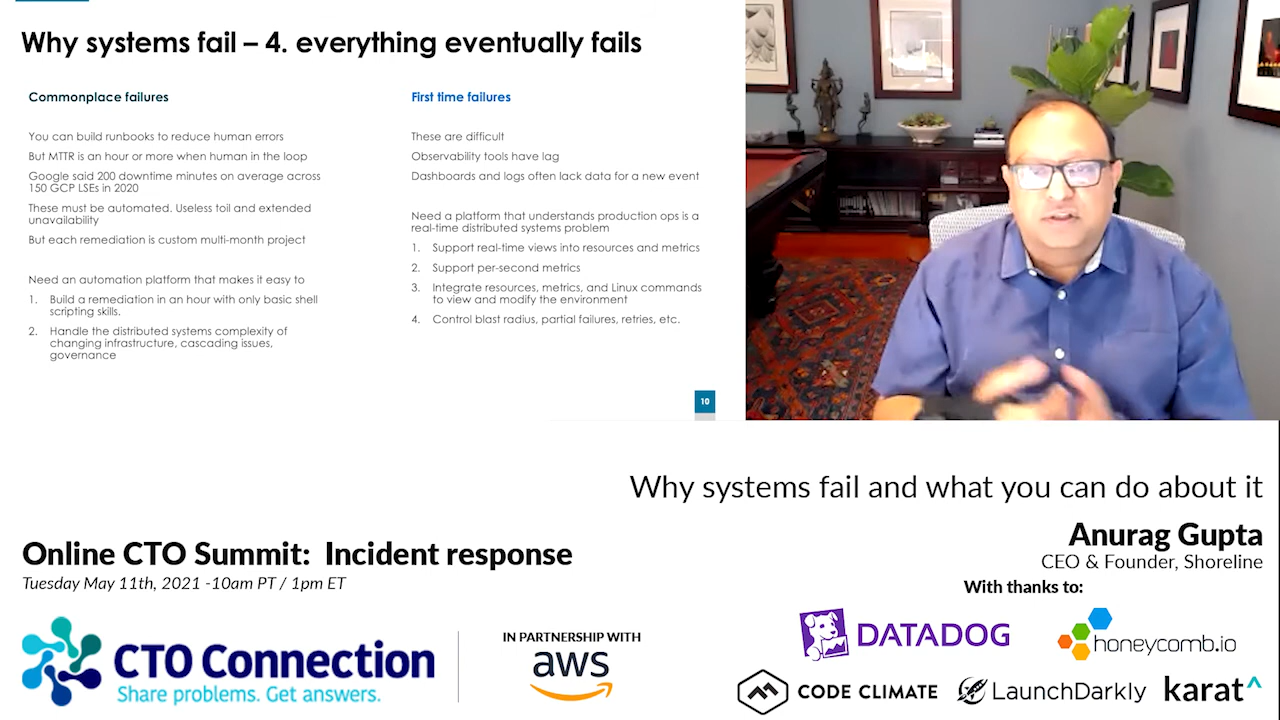 Why systems fail – 4. everything eventually fails
Commonplace failures
You can build runbooks to reduce human errors
But MTTR is an hour or more when human in the loop
Google said 200 downtime minutes on average across
150 GCP LSEs in 2020
These must be automated. Useless toil and extended
unavailability
But each remediation is custom multi-month project
Need an automation platform that makes it easy to
1. Build a remediation in an hour with only basic shell
scripting skills.
2. Handle the distributed systems complexity of
changing infrastructure, cascading issues,
governance
First time failures
These are difficult
Observability tools have lag
Dashboards and logs often lack data for a new event
Need a platform that understands production ops is a
real-time distributed systems problem
1. Support real-time views into resources and metrics
2. Support per-second metrics
3. Integrate resources, metrics, and Linux commands
to view and modify the environment
4. Control blast radius, partial failures, retries, etc.
10
Why systems fail and what you can do about it
Anurag Gupta
CEO & Founder, Shoreline
Online CTO Summit: Incident response
Tuesday May 11th, 2021 -10am PT / 1pm ET
CTO Connection
Share problems. Get answers.
IN PARTNERSHIP WITH
aws
With thanks to:
DATADOG
honeycomb.io
CODE CLIMATE
LaunchDarkly
karat^